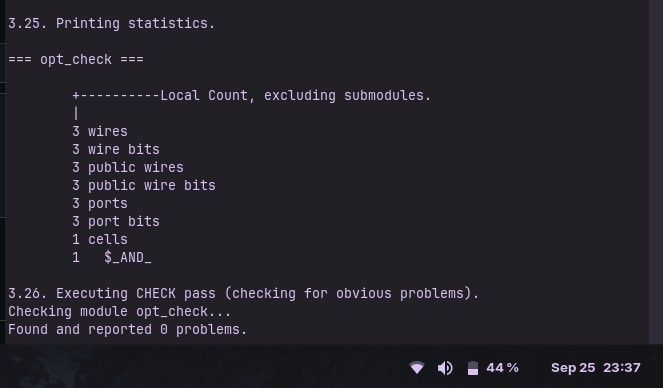 3.25. Printing statistics.
=== opt_check ===
+----------Local Count, excluding submodules.
|
3 wires
3 wire bits
3 public wires
3 public wire bits
3 ports
3 port bits
1 cells
1   $_AND_
3.26. Executing CHECK pass (checking for obvious problems).
Checking module opt_check...
Found and reported 0 problems.
44 % Sep 25 23:37